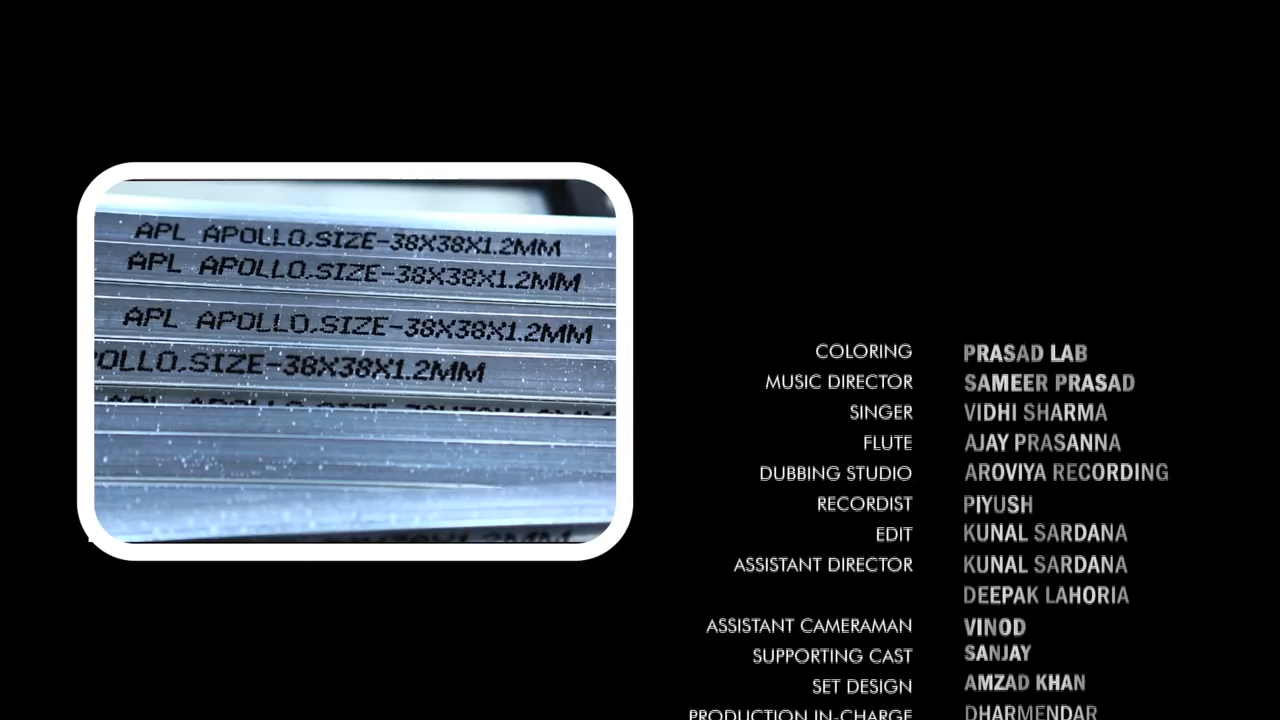 APL APOLLO.SIZE-38X38X1.2MM
APL APOLLO.SIZE-38X38X1.2MM
APL APOLLO.SIZE-38X38X1.2MM
OLLO.SIZE-38X38X1.2MM
COLORING PRASAD LAB
MUSIC DIRECTOR SAMEER PRASAD
SINGER VIDHI SHARMA
FLUTE AJAY PRASANNA
DUBBING STUDIO AROVIYA RECORDING
RECORDIST PIYUSH
EDIT KUNAL SARDANA
ASSISTANT DIRECTOR KUNAL SARDANA
DEEPAK LAHORIA
ASSISTANT CAMERAMAN VINOD
SUPPORTING CAST SANJAY
SET DESIGN AMZAD KHAN
PRODUCTION IN-CHARGE DHARMENDAR